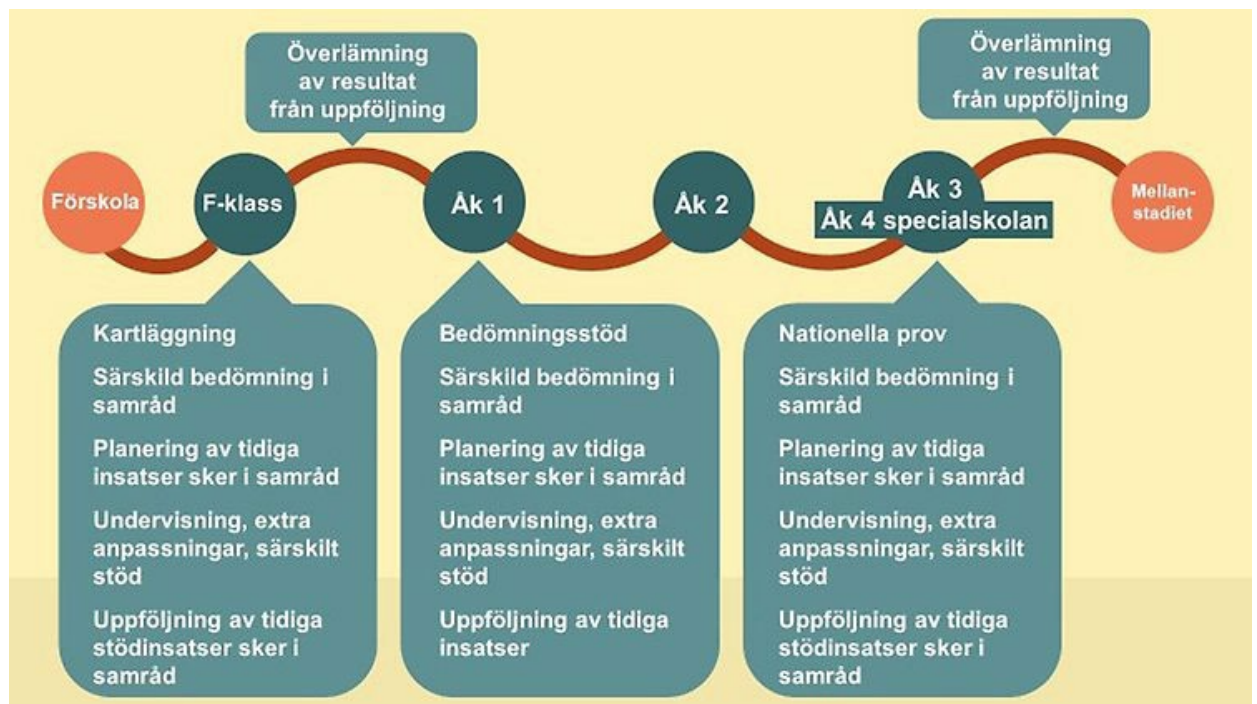 Överlämning
av resultat
från uppföljning
Överlämning
av resultat
från uppföljning
Förskola
F-klass
Åk 1
Åk 2
Åk 3
Åk 4 specialskolan
Mellan-
stadiet
Kartläggning
Särskild bedömning i
samråd
Planering av tidiga
insatser sker i samråd
Undervisning, extra
anpassningar, särskilt
stöd
Uppföljning av tidiga
stödinsatser sker i
samråd
Bedömningsstöd
Särskild bedömning i
samråd
Planering av tidiga
insatser sker i samråd
Undervisning, extra
anpassningar, särskilt
stöd
Uppföljning av tidiga
insatser
Nationella prov
Särskild bedömning i
samråd
Planering av tidiga
insatser sker i samråd
Undervisning, extra
anpassningar, särskilt
stöd
Uppföljning av tidiga
stödinsatser sker i
samråd